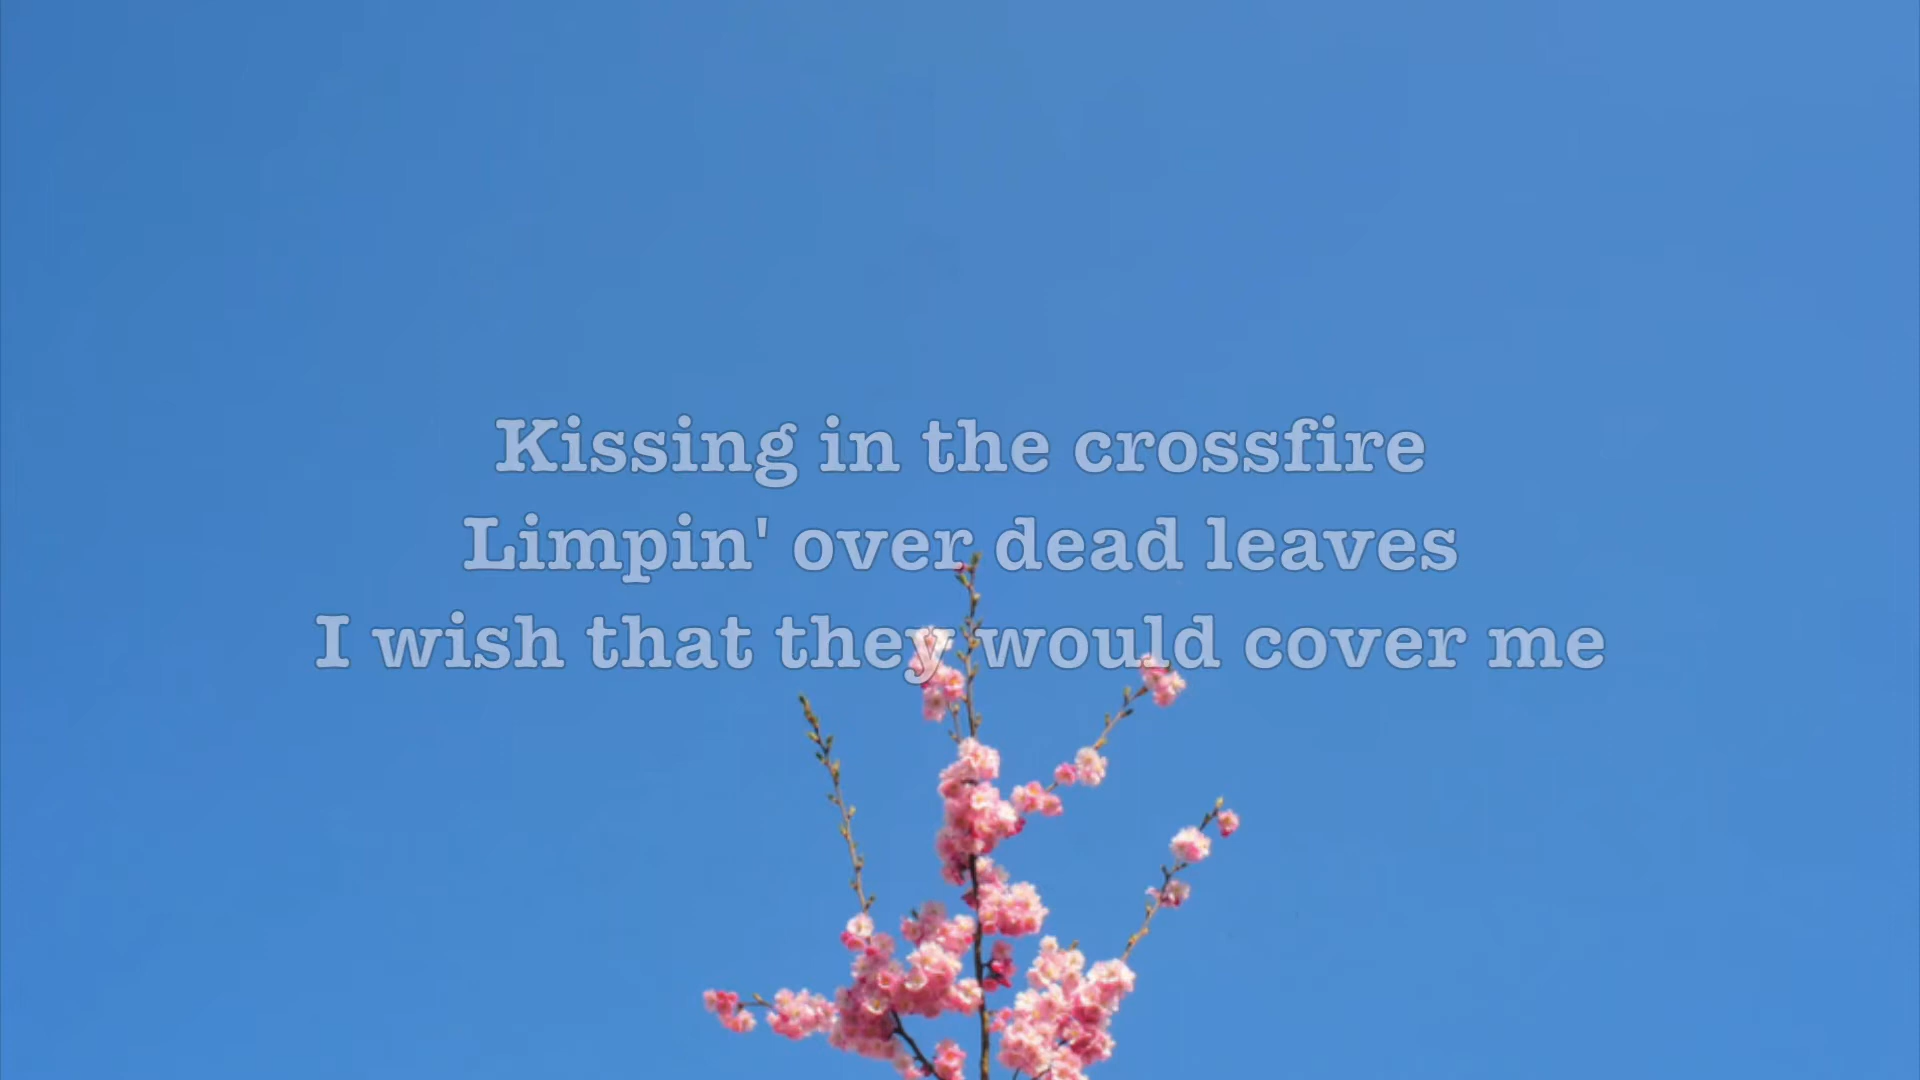 Kissing in the crossfire
Limpin' over dead leaves
I wish that they would cover me